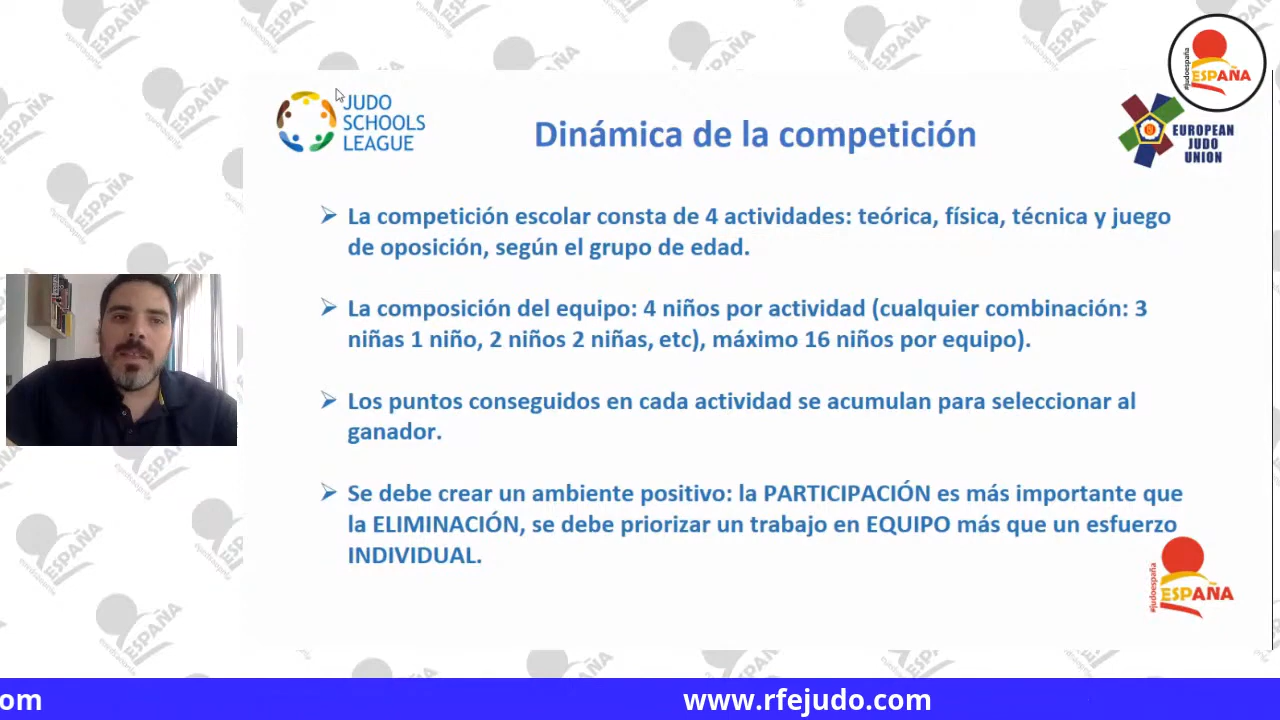 ESPAÑA
#judoespaña
JUDO
SCHOOLS
LEAGUE
Dinámica de la competición
EUROPEAN
JUDO
UNION
➢ La competición escolar consta de 4 actividades: teórica, física, técnica y juego
de oposición, según el grupo de edad.
➢ La composición del equipo: 4 niños por actividad (cualquier combinación: 3
niñas 1 niño, 2 niños 2 niñas, etc), máximo 16 niños por equipo).
➢ Los puntos conseguidos en cada actividad se acumulan para seleccionar al
ganador.
➢ Se debe crear un ambiente positivo: la PARTICIPACIÓN es más importante que
la ELIMINACIÓN, se debe priorizar un trabajo en EQUIPO más que un esfuerzo
INDIVIDUAL.
#judoespaña
ESPAÑA
om
www.rfejudo.com